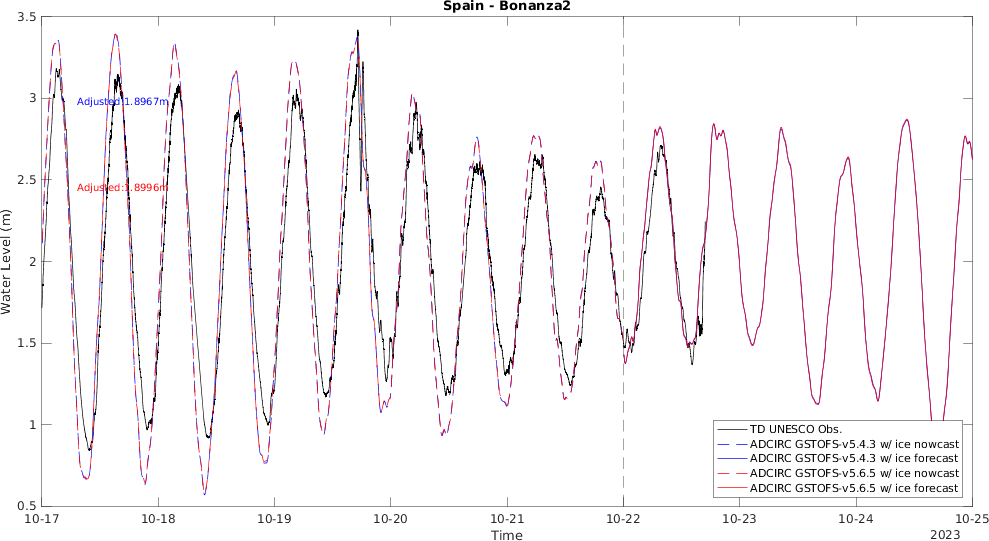 Spain - Bonanza2
3.5
3
2.5
2
1.5
1
0.5
Water Level (m)
Adjusted:1.8967m
Adjusted:1.8996m
TD UNESCO Obs.
ADCIRC GSTOFS-v5.4.3 w/ ice nowcast
ADCIRC GSTOFS-v5.4.3 w/ ice forecast
ADCIRC GSTOFS-v5.6.5 w/ ice nowcast
ADCIRC GSTOFS-v5.6.5 w/ ice forecast
10-17 10-18 10-19 10-20 10-21 10-22 10-23 10-24 10-25
Time
2023